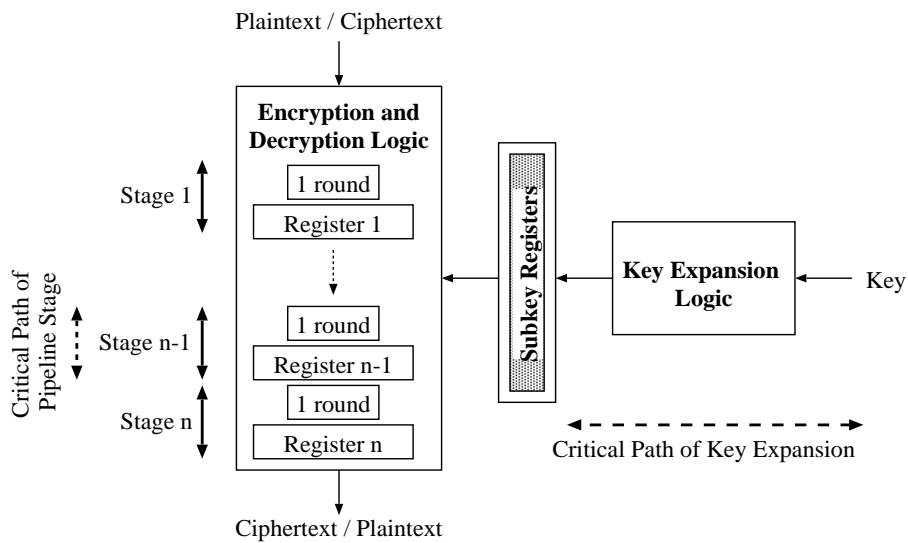 Plaintext / Ciphertext
Encryption and
Decryption Logic
Stage 1
1 round
Register 1
Critical Path of
Pipeline Stage
Stage n-1
1 round
Register n-1
Stage n
1 round
Register n
Ciphertext / Plaintext
Subkey Registers
Key Expansion
Logic
Key
Critical Path of Key Expansion